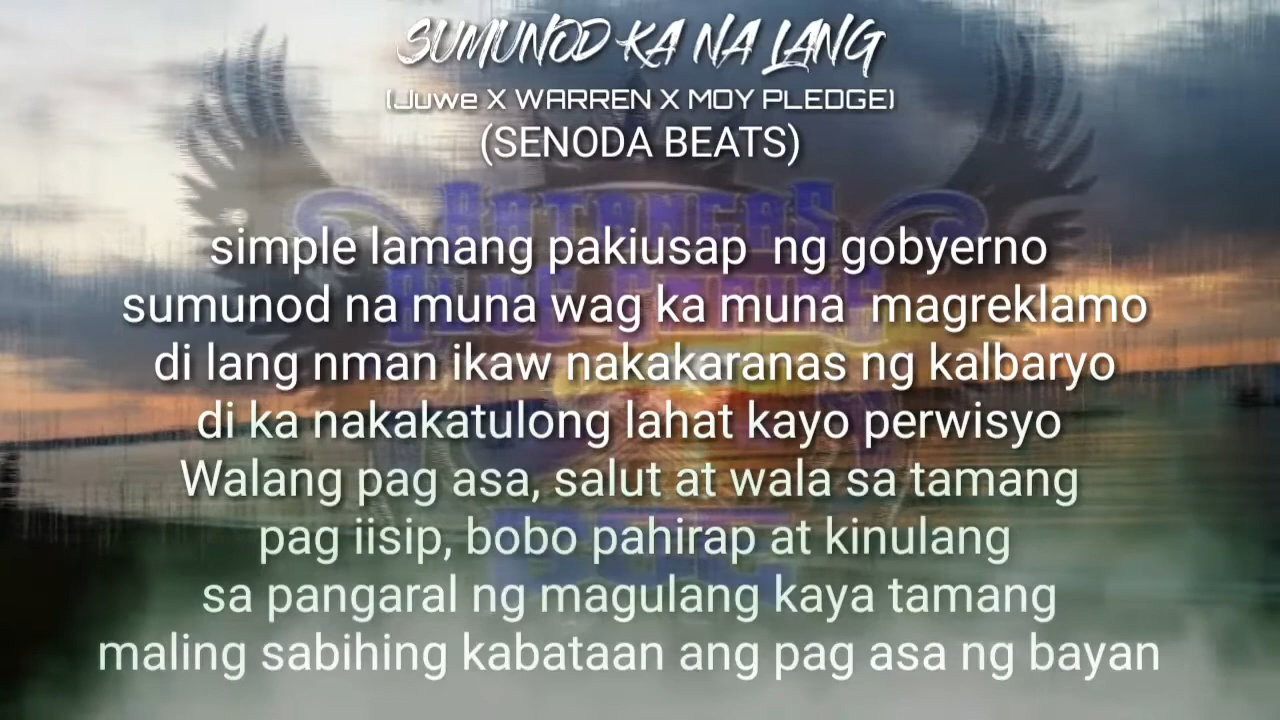 SUMUNOD KA NA LANG
(Juwe X WARREN X MOY PLEDGE)
(SENODA BEATS)
BATANGAS
simple lamang pakiusap ng gobyerno
sumunod na muna wag ka muna magreklamo
di lang nman ikaw nakakaranas ng kalbaryo
di ka nakakatulong lahat kayo perwisyo
Walang pag asa, salut at wala sa tamang
pag iisip, bobo pahirap at kinulang
sa pangaral ng magulang kaya tamang
maling sabihing kabataan ang pag asa ng bayan